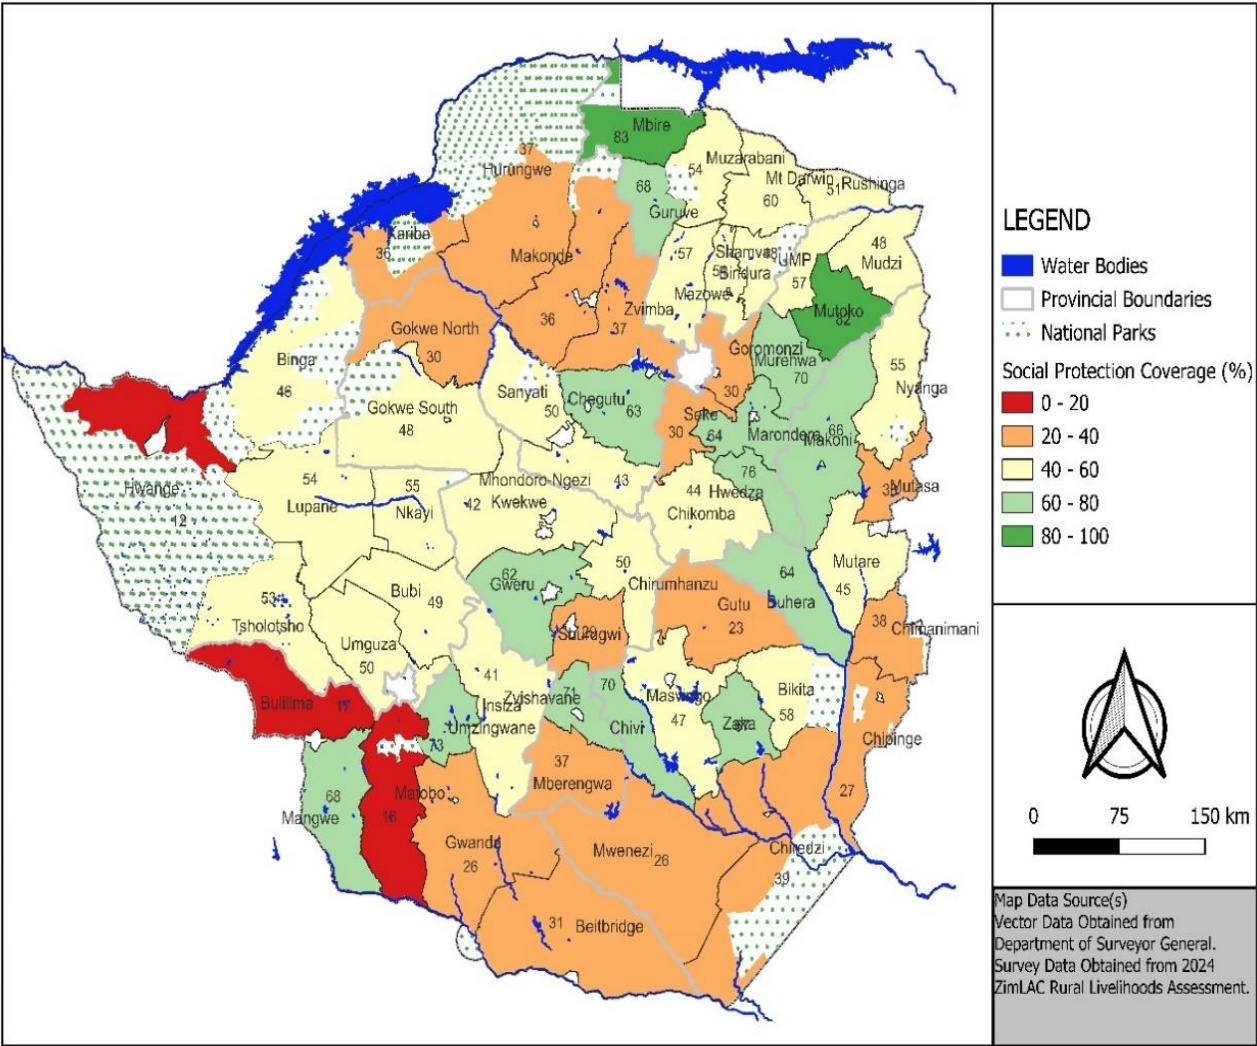 Mbire
83
Muzarabani
54
Mt Darwin
60
51
Rushinga
37
Hurungwe
68
Guruve
Kariba
36
Makonde
36
57
Mazowe
Shamva
Bindura
UMP
57
48
Mudzi
Mutoko
82
Zvimba
37
Gokwe North
30
Goromonzi
30
Murehwa
70
55
Nyanga
Binga
46
Sanyati
50
Chegutu
63
Gokwe South
48
Seke
30
64
Marondera
66
Makoni
Mutasa
Hwange
12
54
Lupane
55
Nkayi
Mhondoro-Ngezi
43
42
Kwekwe
76
Hwedza
44
Chikomba
62
Gweru
50
Chirumhanzu
64
Buhera
Mutare
45
53
Tsholotsho
Bubi
49
Umguza
50
Gutu
23
38
Chimanimani
41
Insiza
Zvishavane
71
70
Chivi
Masvingo
47
Zaka
Bikita
58
Bulilima
17
Umzingwane
Chipinge
27
68
Mangwe
Matobo
37
Mberengwa
Gwanda
26
Mwenezi
26
Chiredzi
39
31
Beitbridge
LEGEND
Water Bodies
Provincial Boundaries
National Parks
Social Protection Coverage (%)
0 - 20
20 - 40
40 - 60
60 - 80
80 - 100
0 75 150 km
Map Data Source(s)
Vector Data Obtained from
Department of Surveyor General.
Survey Data Obtained from 2024
ZimLAC Rural Livelihoods Assessment.